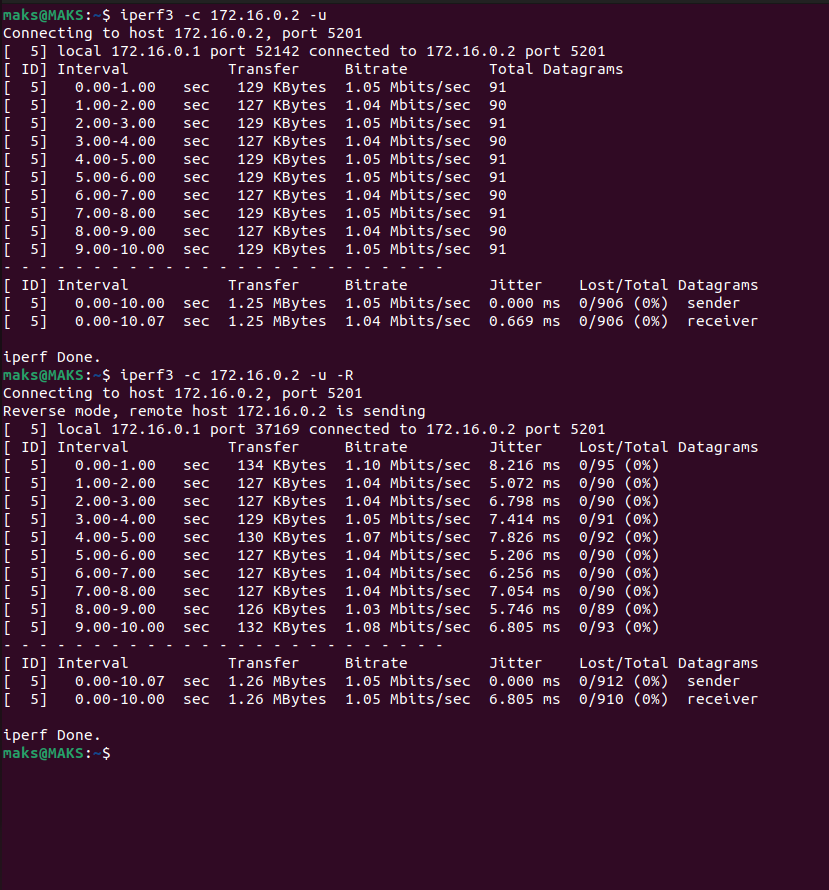 maks@MAKS:~$ iperf3 -c 172.16.0.2 -u
Connecting to host 172.16.0.2, port 5201
[  5] local 172.16.0.1 port 52142 connected to 172.16.0.2 port 5201
[ ID] Interval           Transfer     Bitrate         Total Datagrams
[  5]   0.00-1.00   sec   129 KBytes  1.05 Mbits/sec  91
[  5]   1.00-2.00   sec   127 KBytes  1.04 Mbits/sec  90
[  5]   2.00-3.00   sec   129 KBytes  1.05 Mbits/sec  91
[  5]   3.00-4.00   sec   127 KBytes  1.04 Mbits/sec  90
[  5]   4.00-5.00   sec   129 KBytes  1.05 Mbits/sec  91
[  5]   5.00-6.00   sec   129 KBytes  1.05 Mbits/sec  91
[  5]   6.00-7.00   sec   127 KBytes  1.04 Mbits/sec  90
[  5]   7.00-8.00   sec   129 KBytes  1.05 Mbits/sec  91
[  5]   8.00-9.00   sec   127 KBytes  1.04 Mbits/sec  90
[  5]   9.00-10.00  sec   129 KBytes  1.05 Mbits/sec  91
- - - - - - - - - - - - - - - - - - - - - - - - -
[ ID] Interval           Transfer     Bitrate         Jitter    Lost/Total Datagrams
[  5]   0.00-10.00  sec  1.25 MBytes  1.05 Mbits/sec  0.000 ms  0/906 (0%)  sender
[  5]   0.00-10.07  sec  1.25 MBytes  1.04 Mbits/sec  0.669 ms  0/906 (0%)  receiver

iperf Done.
maks@MAKS:~$ iperf3 -c 172.16.0.2 -u -R
Connecting to host 172.16.0.2, port 5201
Reverse mode, remote host 172.16.0.2 is sending
[  5] local 172.16.0.1 port 37169 connected to 172.16.0.2 port 5201
[ ID] Interval           Transfer     Bitrate         Jitter    Lost/Total Datagrams
[  5]   0.00-1.00   sec   134 KBytes  1.10 Mbits/sec  8.216 ms  0/95 (0%)
[  5]   1.00-2.00   sec   127 KBytes  1.04 Mbits/sec  5.072 ms  0/90 (0%)
[  5]   2.00-3.00   sec   127 KBytes  1.04 Mbits/sec  6.798 ms  0/90 (0%)
[  5]   3.00-4.00   sec   129 KBytes  1.05 Mbits/sec  7.414 ms  0/91 (0%)
[  5]   4.00-5.00   sec   130 KBytes  1.07 Mbits/sec  7.826 ms  0/92 (0%)
[  5]   5.00-6.00   sec   127 KBytes  1.04 Mbits/sec  5.206 ms  0/90 (0%)
[  5]   6.00-7.00   sec   127 KBytes  1.04 Mbits/sec  6.256 ms  0/90 (0%)
[  5]   7.00-8.00   sec   127 KBytes  1.04 Mbits/sec  7.054 ms  0/90 (0%)
[  5]   8.00-9.00   sec   126 KBytes  1.03 Mbits/sec  5.746 ms  0/89 (0%)
[  5]   9.00-10.00  sec   132 KBytes  1.08 Mbits/sec  6.805 ms  0/93 (0%)
- - - - - - - - - - - - - - - - - - - - - - - - -
[ ID] Interval           Transfer     Bitrate         Jitter    Lost/Total Datagrams
[  5]   0.00-10.07  sec  1.26 MBytes  1.05 Mbits/sec  0.000 ms  0/912 (0%)  sender
[  5]   0.00-10.00  sec  1.26 MBytes  1.05 Mbits/sec  6.805 ms  0/910 (0%)  receiver

iperf Done.
maks@MAKS:~$